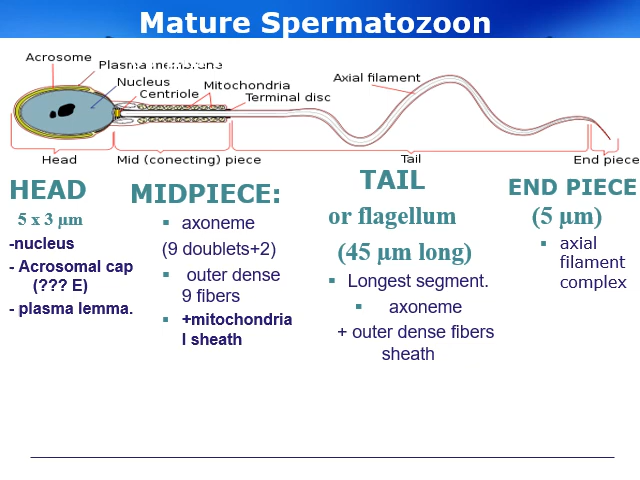 Mature Spermatozoon
Acrosome
Plasma membrane
Nucleus
Centriole
Mitochondria
Terminal disc
Axial filament
Head
Mid (conecting) piece
Tail
End piece
HEAD
5 x 3 µm
-nucleus
- Acrosomal cap
(??? E)
- plasma lemma.
MIDPIECE:
▪ axoneme
(9 doublets+2)
▪ outer dense
9 fibers
▪ +mitochondria
l sheath
TAIL
or flagellum
(45 µm long)
▪ Longest segment.
▪ axoneme
+ outer dense fibers
sheath
END PIECE
(5 µm)
▪ axial
filament
complex